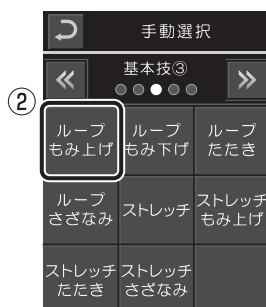 手動選択
基本技③
②
ループ
もみ上げ
ループ
もみ下げ
ループ
たたき
ループ
さざなみ
ストレッチ
ストレッチ
もみ上げ
ストレッチ
たたき
ストレッチ
さざなみ